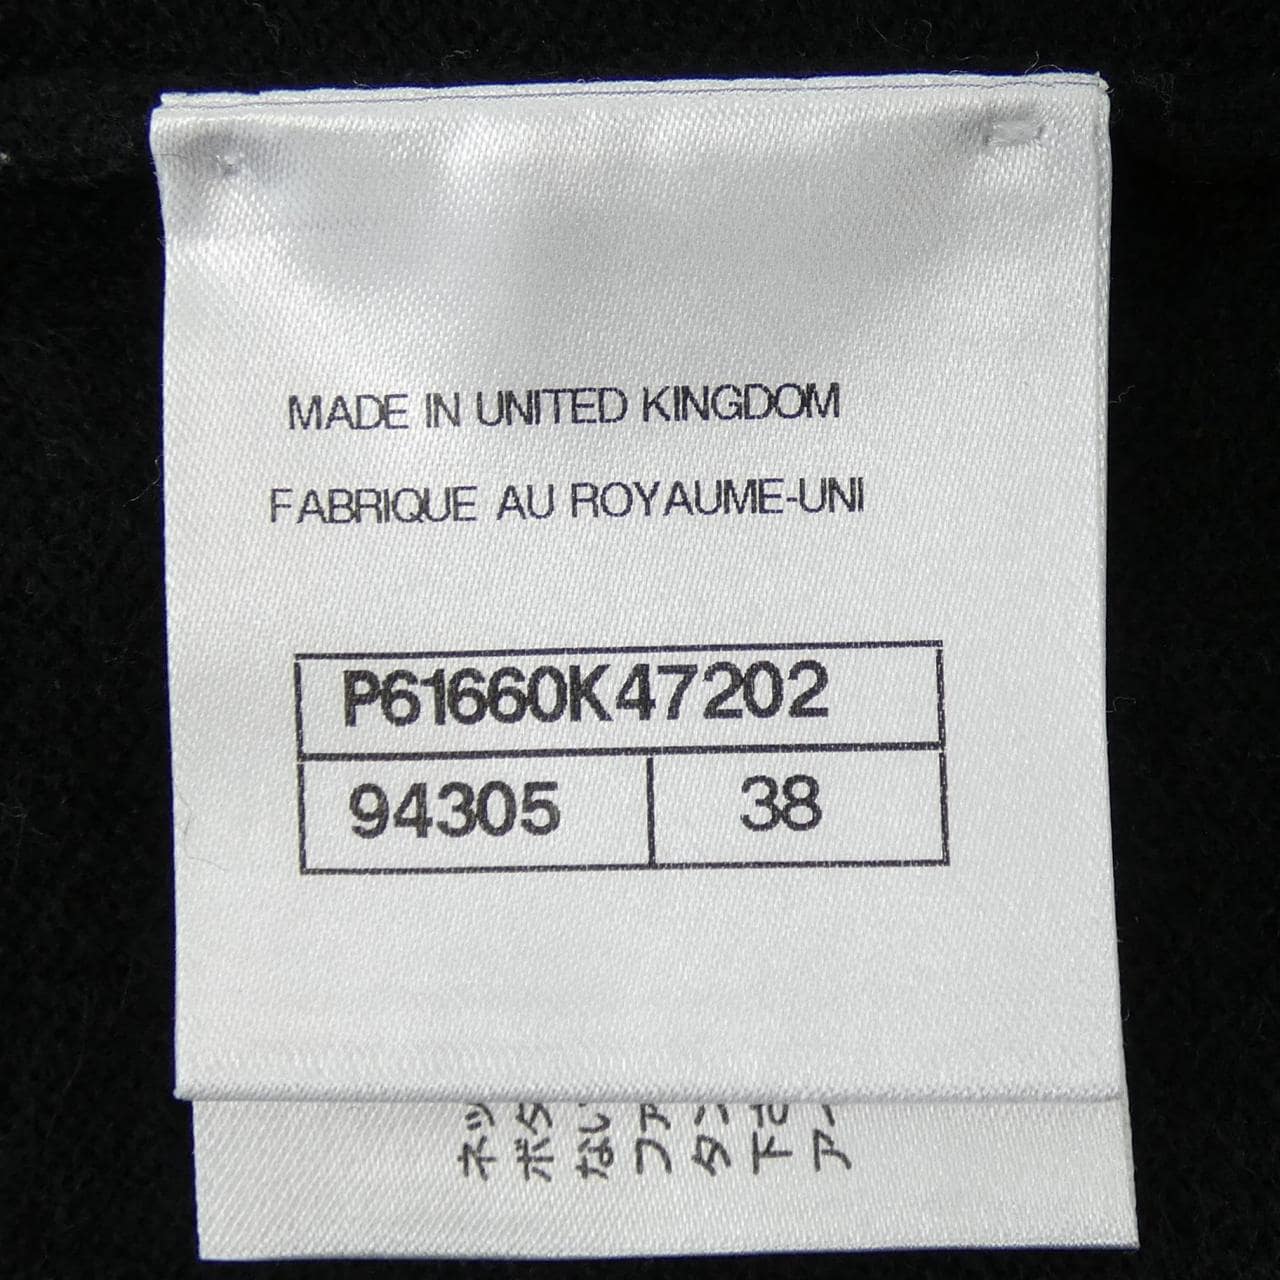 MADE IN UNITED KINGDOM
FABRIQUE AU ROYAUME-UNI
P61660K47202
94305 38